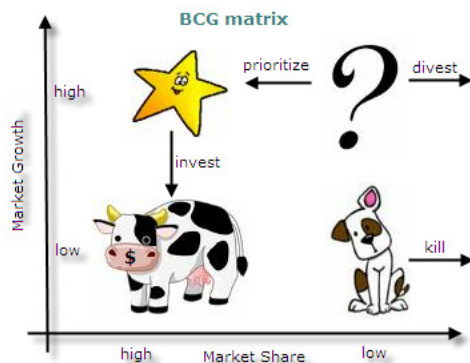 BCG matrix
prioritize
divest
high
?
invest
Market Growth
$
low
kill
high
Market Share
low